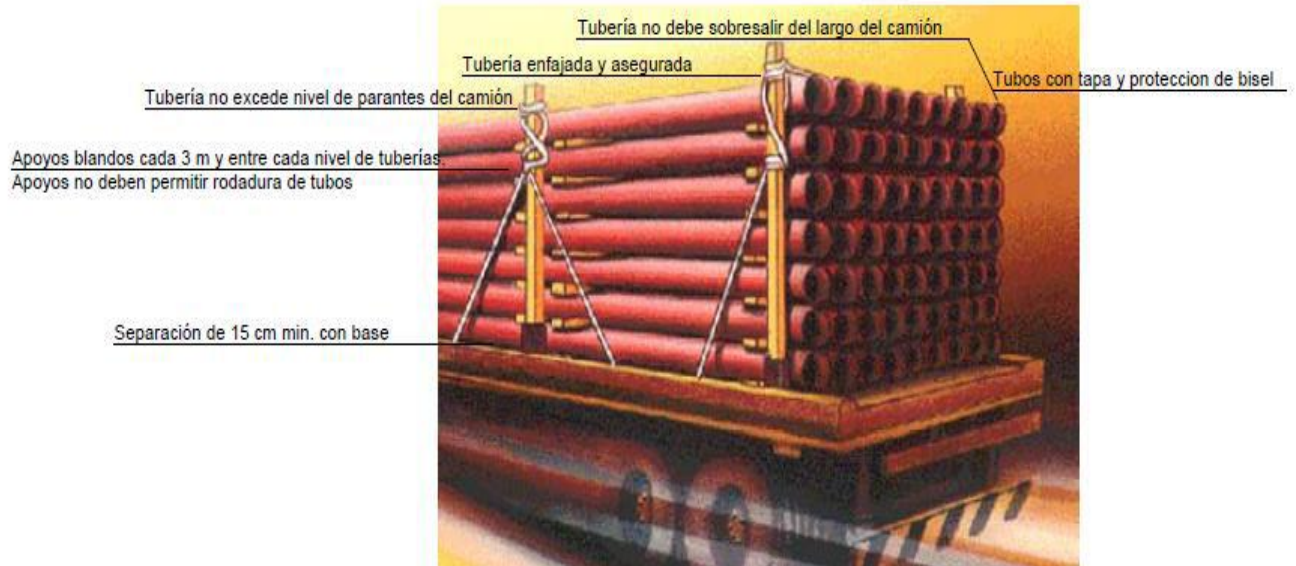 Tubería no debe sobresalir del largo del camión
Tubería enfajada y asegurada
Tubos con tapa y proteccion de bisel
Tubería no excede nivel de parantes del camión
Apoyos blandos cada 3 m y entre cada nivel de tuberías.
Apoyos no deben permitir rodadura de tubos
Separación de 15 cm min. con base